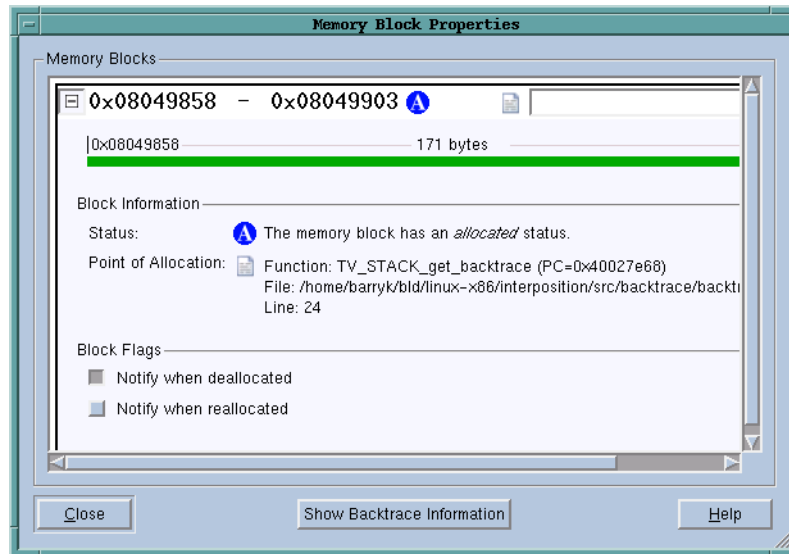 Memory Block Properties
Memory Blocks
0x08049858 - 0x08049903 A
0x08049858 171 bytes
Block Information
Status: A The memory block has an allocated status.
Point of Allocation: Function: TV_STACK_get_backtrace (PC=0x40027e68)
File: /home/barryk/bld/linux-x86/interposition/src/backtrace/backt
Line: 24
Block Flags
Notify when deallocated
Notify when reallocated
Close Show Backtrace Information Help